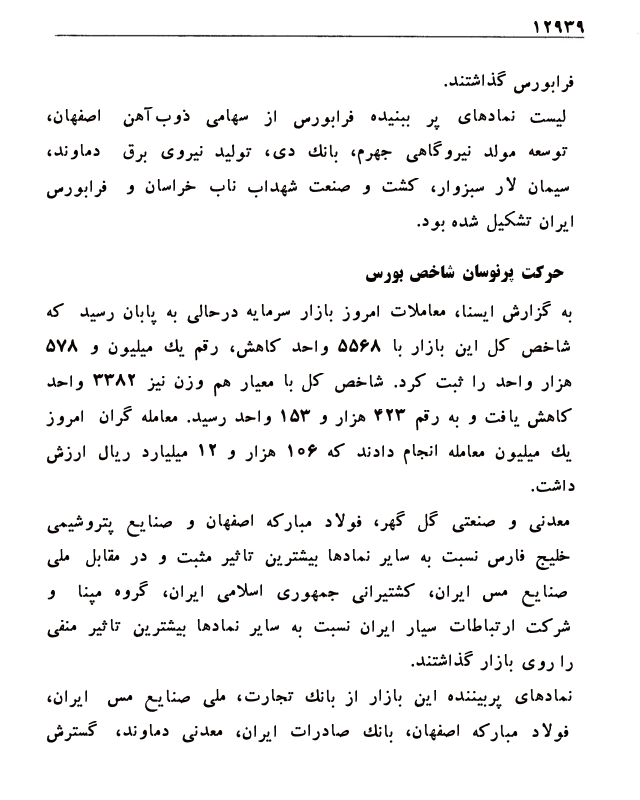 ۱۲۹۳۹
فرابورس گذاشتند.
لیست نمادهای پر ببنیده فرابورس از سهامی ذوب‌آهن اصفهان،
توسعه مولد نیروگاهی جهرم، بانك دی، تولید نیروی برق دماوند،
سیمان لار سبزوار، کشت و صنعت شهداب ناب خراسان و فرابورس
ایران تشکیل شده بود.
حرکت پرنوسان شاخص بورس
به گزارش ایسنا، معاملات امروز بازار سرمایه درحالی به پابان رسید که
شاخص کل این بازار با ۵۵۶۸ واحد کاهش، رقم یك میلیون و ۵۷۸
هزار واحد را ثبت کرد. شاخص کل با معیار هم وزن نیز ۳۳۸۲ واحد
کاهش یافت و به رقم ۴۲۳ هزار و ۱۵۳ واحد رسید. معامله گران امروز
یك میلیون معامله انجام دادند که ۱۰۶ هزار و ۱۲ میلیارد ریال ارزش
داشت.
معدنی و صنعتی گل گهر، فولاد مبارکه اصفهان و صنایع پتروشیمی
خلیج فارس نسبت به سایر نمادها بیشترین تاثیر مثبت و در مقابل ملی
صنایع مس ایران، کشتیرانی جمهوری اسلامی ایران، گروه مپنا و
شرکت ارتباطات سیار ایران نسبت به سایر نمادها بیشترین تاثیر منفی
را روی بازار گذاشتند.
نمادهای پربیننده این بازار از بانك تجارت، ملی صنایع مس ایران،
فولاد مبارکه اصفهان، بانك صادرات ایران، معدنی دماوند، گسترش